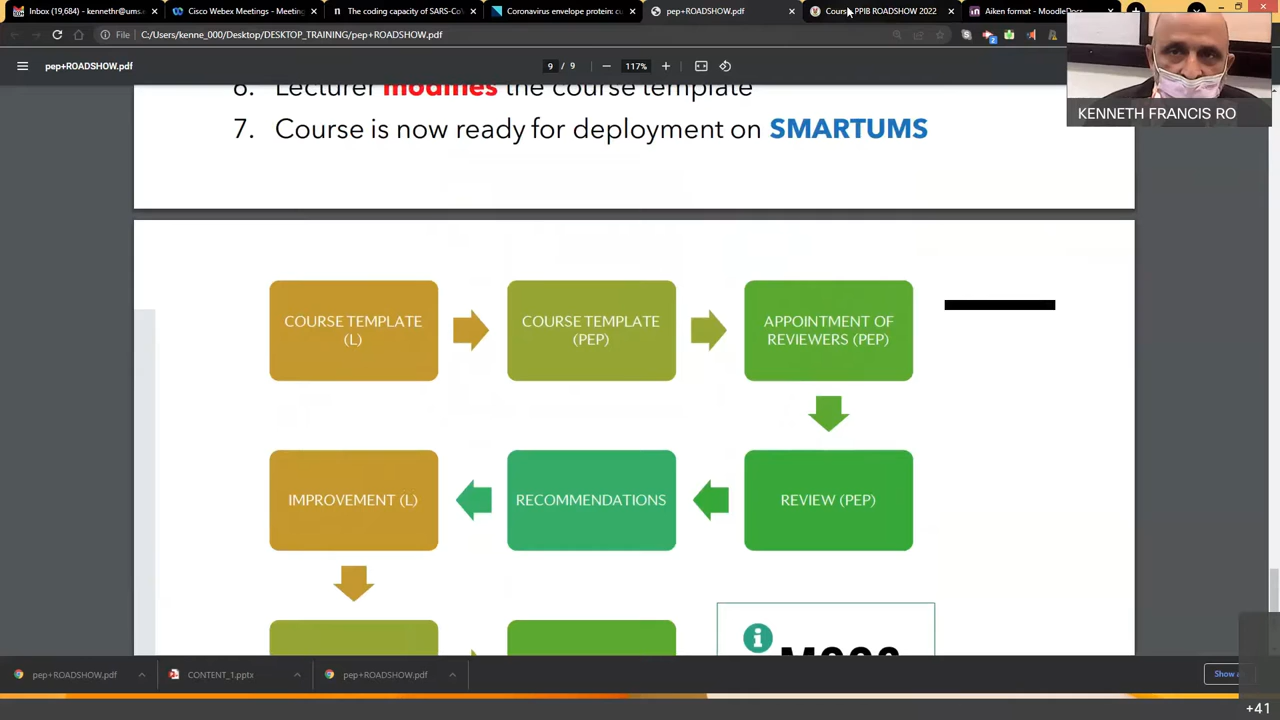 Inbox (19,684) - kennethr@ums
Cisco Webex Meetings - Meeting
The coding capacity of SARS-CoV
Coronavirus envelope protein: cu
pep+ROADSHOW.pdf
PPIB ROADSHOW 2022
Aiken format - MoodleDocs
File
C:/Users/kenne_000/Desktop/DESKTOP_TRAINING/pep+ROADSHOW.pdf
pep+ROADSHOW.pdf
9 / 9
117%
KENNETH FRANCIS RO
6. Lecturer modifies the course template
7. Course is now ready for deployment on SMARTUMS
COURSE TEMPLATE
(L)
COURSE TEMPLATE
(PEP)
APPOINTMENT OF
REVIEWERS (PEP)
IMPROVEMENT (L)
RECOMMENDATIONS
REVIEW (PEP)
pep+ROADSHOW.pdf
CONTENT_1.pptx
pep+ROADSHOW.pdf
Show
+41